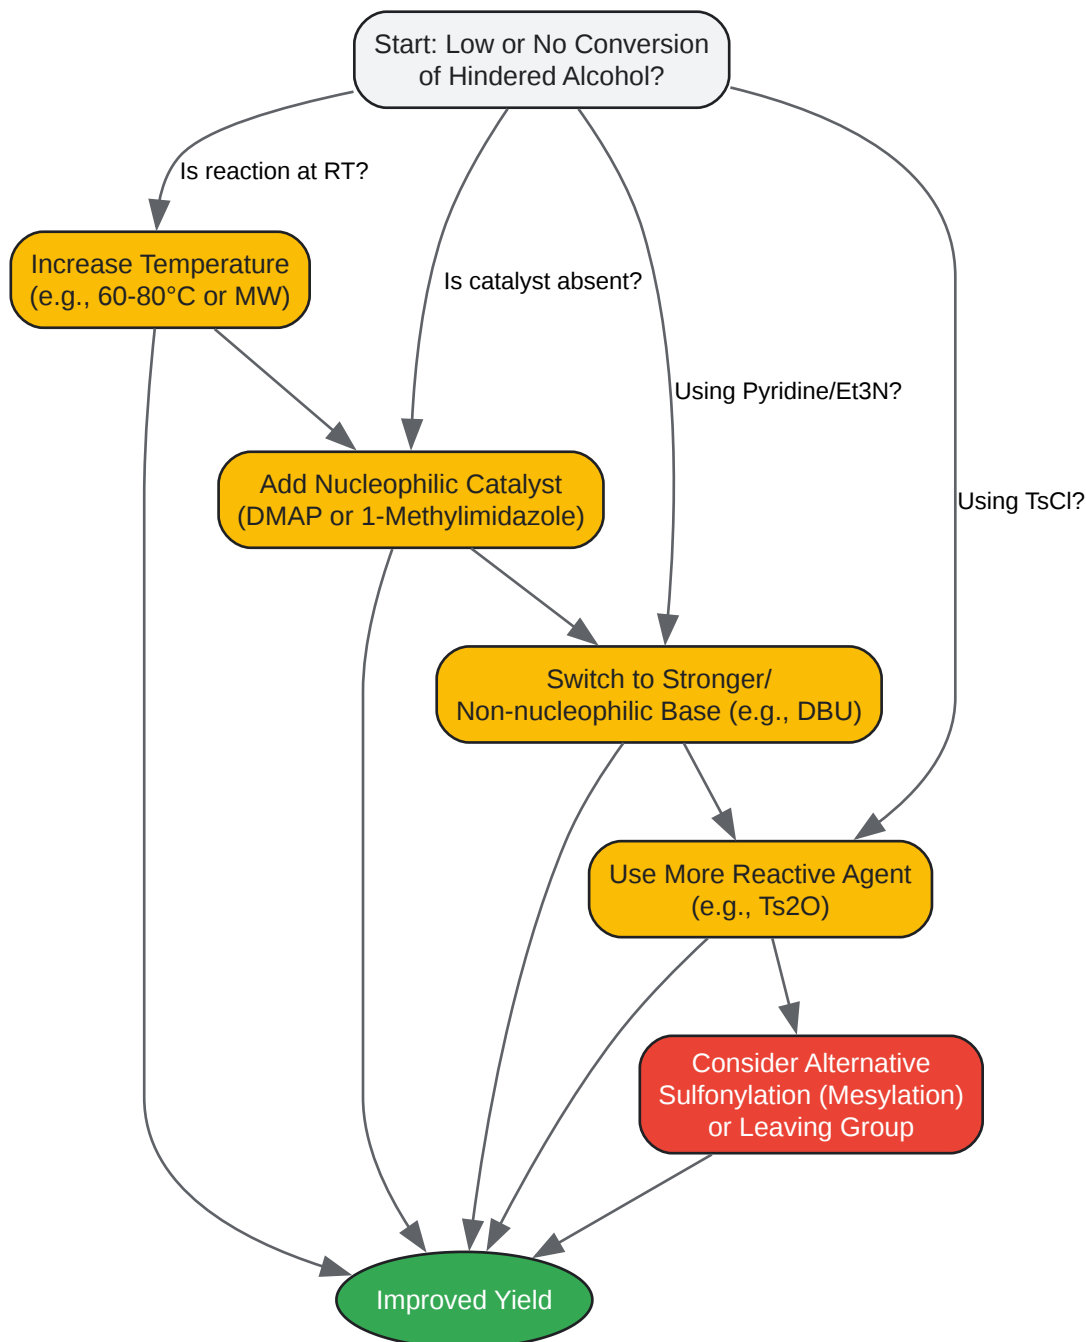 Start: Low or No Conversion
of Hindered Alcohol?
Is reaction at RT?
Increase Temperature
(e.g., 60-80°C or MW)
Is catalyst absent?
Using Pyridine/Et3N?
Add Nucleophilic Catalyst
(DMAP or 1-Methylimidazole)
Using TsCl?
Switch to Stronger/
Non-nucleophilic Base (e.g., DBU)
Use More Reactive Agent
(e.g., Ts2O)
Consider Alternative
Sulfonylation (Mesylation)
or Leaving Group
Improved Yield